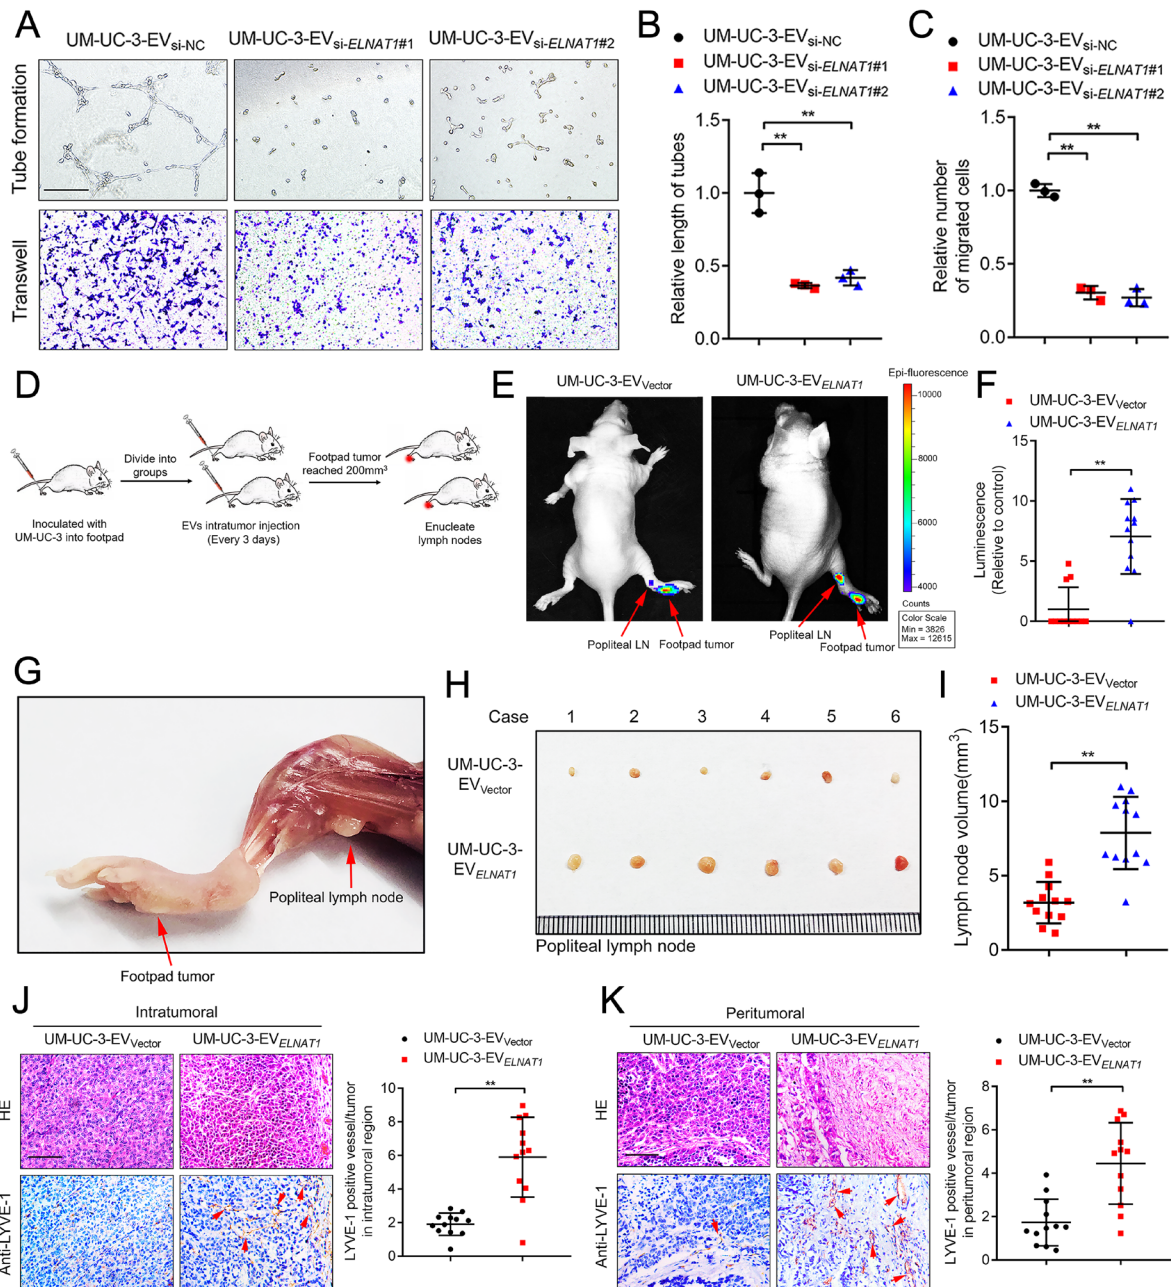 A
UM-UC-3-EVsi-NC
UM-UC-3-EVsi-ELNAT1#1
UM-UC-3-EVsi-ELNAT1#2
Tube formation
Transwell
B
UM-UC-3-EVsi-NC
UM-UC-3-EVsi-ELNAT1#1
UM-UC-3-EVsi-ELNAT1#2
Relative length of tubes
1.5
1.0
0.5
0.0
**
**
C
UM-UC-3-EVsi-NC
UM-UC-3-EVsi-ELNAT1#1
UM-UC-3-EVsi-ELNAT1#2
Relative number
of migrated cells
1.5
1.0
0.5
0.0
**
**
D
Inoculated with
UM-UC-3 into footpad
Divide into
groups
EVs intratumor injection
(Every 3 days)
Footpad tumor
reached 200mm³
Enucleate
lymph nodes
E
UM-UC-3-EVVector
UM-UC-3-EVELNAT1
Popliteal LN
Footpad tumor
Popliteal LN
Footpad tumor
Epi-fluorescence
10000
8000
6000
4000
Counts
Color Scale
Min = 3826
Max = 12615
F
UM-UC-3-EVVector
UM-UC-3-EVELNAT1
Luminescence
(Reletive to control)
15
10
5
0
**
G
Popliteal lymph node
Footpad tumor
H
Case 1 2 3 4 5 6
UM-UC-3-
EVVector
UM-UC-3-
EVELNAT1
Popliteal lymph node
I
UM-UC-3-EVVector
UM-UC-3-EVELNAT1
Lymph node volume(mm³)
15
10
5
0
**
J
Intratumoral
UM-UC-3-EVVector
UM-UC-3-EVELNAT1
HE
Anti-LYVE-1
UM-UC-3-EVVector
UM-UC-3-EVELNAT1
LYVE-1 positive vessel/tumor
in intratumoral region
10
8
6
4
2
0
**
K
Peritumoral
UM-UC-3-EVVector
UM-UC-3-EVELNAT1
HE
Anti-LYVE-1
UM-UC-3-EVVector
UM-UC-3-EVELNAT1
LYVE-1 positive vessel/tumor
in peritumoral region
8
6
4
2
0
**